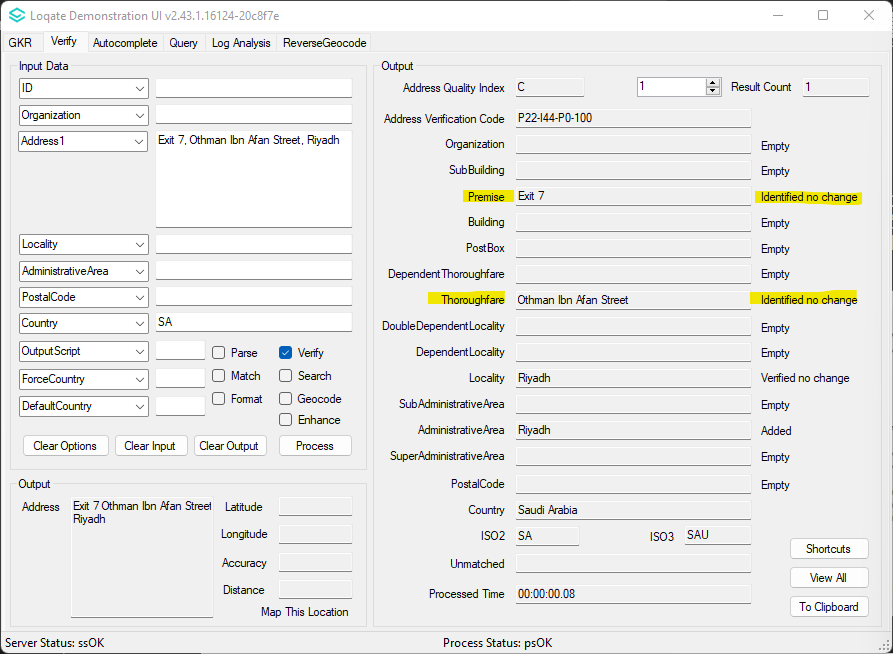 Loqate Demonstration UI v2.43.1.16124-20c8f7e
GKR Verify Autocomplete Query Log Analysis ReverseGeocode
Input Data
ID
Organization
Address1 Exit 7, Othman Ibn Afan Street, Riyadh
Locality
AdministrativeArea
PostalCode
Country SA
OutputScript Parse Verify
ForceCountry Match Search
Format Geocode
DefaultCountry
Enhance
Clear Options Clear Input Clear Output Process
Output
Address Exit 7 Othman Ibn Afan Street
Riyadh
Latitude
Longitude
Accuracy
Distance
Map This Location
Output
Address Quality Index C 1 Result Count 1
Address Verification Code P22-I44-P0-100
Organization Empty
SubBuilding Empty
Premise Exit 7 Identified no change
Building Empty
PostBox Empty
DependentThoroughfare Empty
Thoroughfare Othman Ibn Afan Street Identified no change
DoubleDependentLocality Empty
DependentLocality Empty
Locality Riyadh Verified no change
SubAdministrativeArea Empty
AdministrativeArea Riyadh Added
SuperAdministrativeArea Empty
PostalCode Empty
Country Saudi Arabia
ISO2 SA ISO3 SAU
Unmatched
Processed Time 00:00:00.08
Shortcuts
View All
To Clipboard
Server Status: ssOK Process Status: psOK